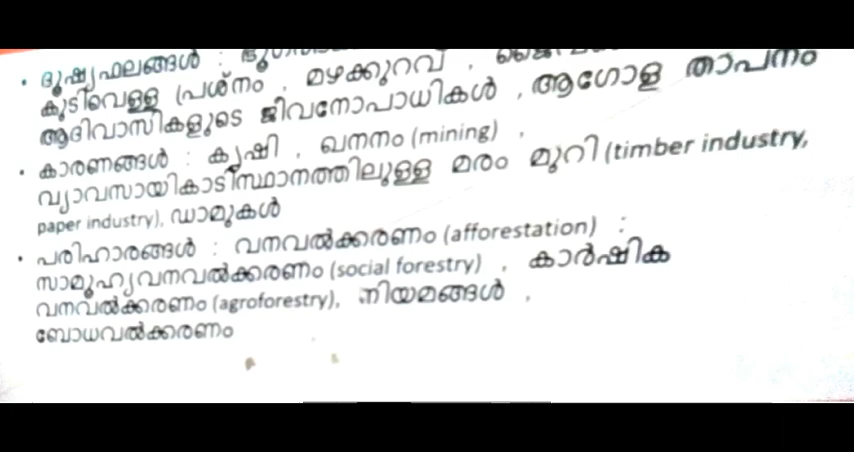 • ദൂഷ്യഫലങ്ങൾ :
കുടിവെള്ള പ്രശ്നം , മഴക്കുറവ് ,
ആദിവാസികളുടെ ജീവനോപാധികൾ , ആഗോള താപനം
• കാരണങ്ങൾ : കൃഷി , ഖനനം (mining) ,
വ്യാവസായികാടിസ്ഥാനത്തിലുള്ള മരം മുറി (timber industry,
paper industry), ഡാമുകൾ
• പരിഹാരങ്ങൾ : വനവൽക്കരണം (afforestation) :
സാമൂഹ്യവനവൽക്കരണം (social forestry) , കാർഷിക
വനവൽക്കരണം (agroforestry), നിയമങ്ങൾ ,
ബോധവൽക്കരണം